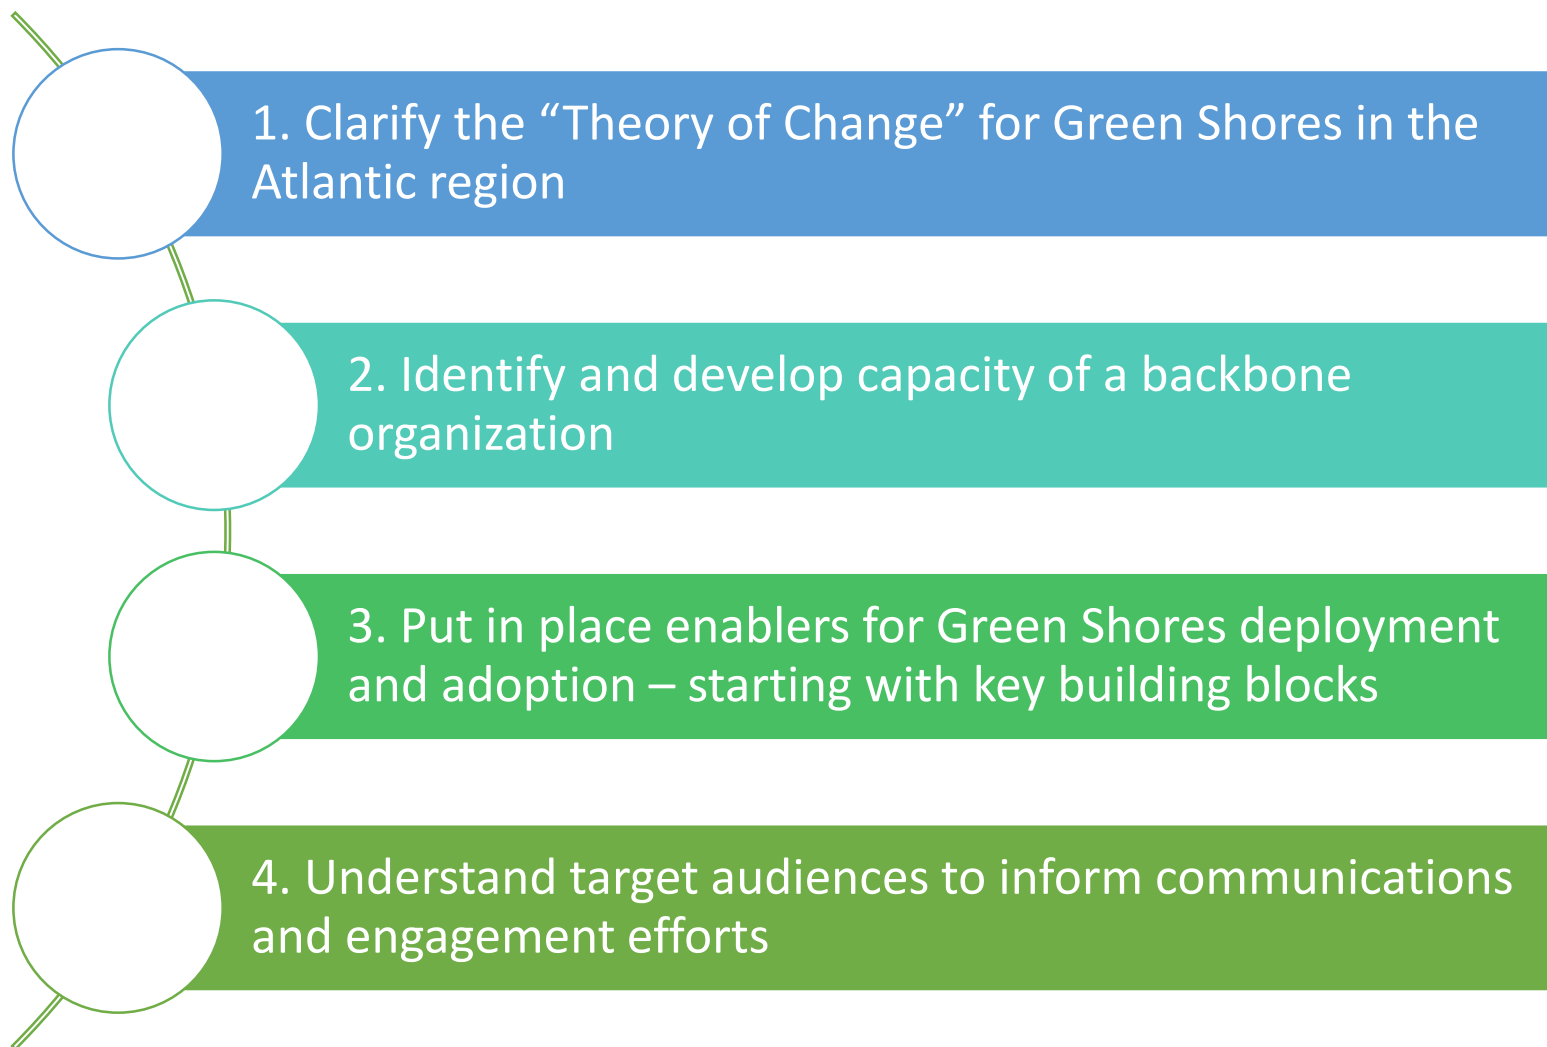 1. Clarify the “Theory of Change” for Green Shores in the
Atlantic region
2. Identify and develop capacity of a backbone
organization
3. Put in place enablers for Green Shores deployment
and adoption – starting with key building blocks
4. Understand target audiences to inform communications
and engagement efforts